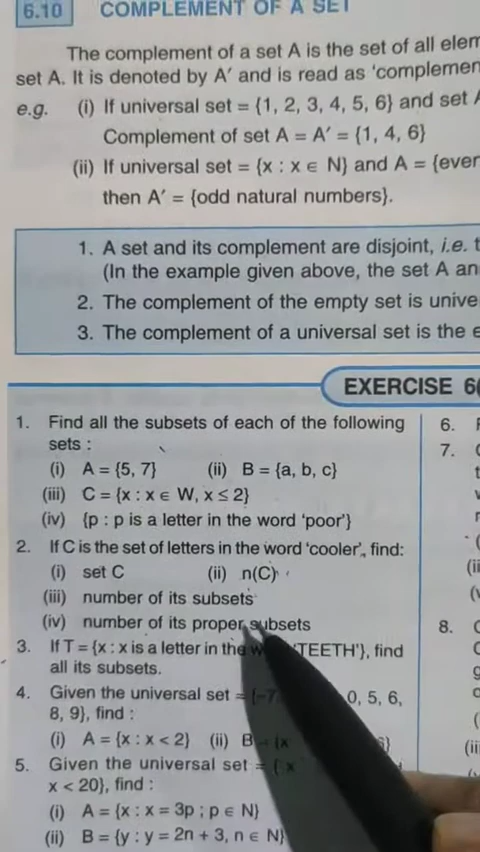 6.10 COMPLEMENT OF A SET
The complement of a set A is the set of all
set A. It is denoted by A′ and is read as
e.g. (i) If universal set = {1, 2, 3, 4, 5, 6} and set
Complement of set A = A′ = {1, 4, 6}
(ii) If universal set = {x : x ∈ N} and A = {even
then A′ = {odd natural numbers}.
1. A set and its complement are disjoint, i.e.
(In the example given above, the set A
2. The complement of the empty set is
3. The complement of a universal set is the
EXERCISE
1. Find all the subsets of each of the following
sets :
(i) A = {5, 7} (ii) B = {a, b, c}
(iii) C = {x : x ∈ W, x ≤ 2}
(iv) {p : p is a letter in the word 'poor'}
2. If C is the set of letters in the word 'cooler', find:
(i) set C (ii) n(C)
(iii) number of its subsets
(iv) number of its proper subsets
3. If T = {x : x is a letter in the 'TEETH'}, find
all its subsets.
4. Given the universal set = 0, 5, 6,
8, 9}, find :
(i) A = {x : x < 2} (ii) B
5. Given the universal set = { x
x < 20}, find :
(i) A = {x : x = 3p ; p ∈ N}
(ii) B = {y : y = 2n + 3, n ∈ N}
6.
7.
8.